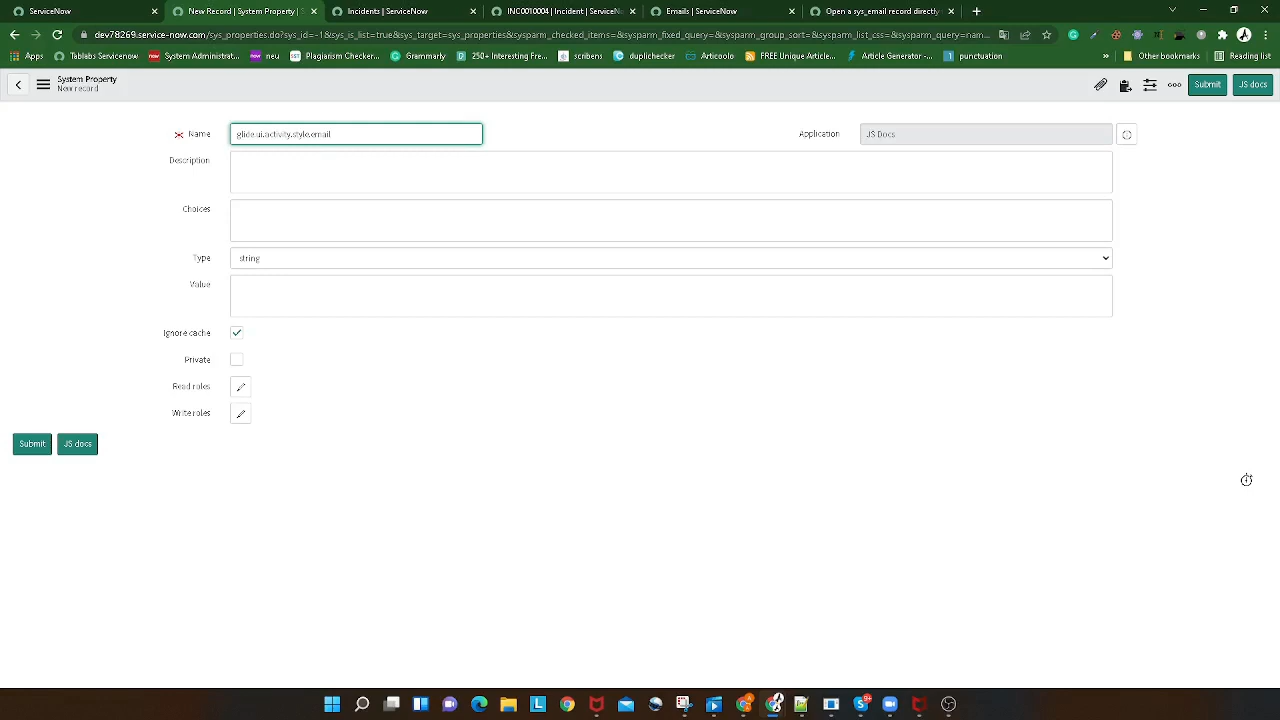 ServiceNow
New Record | System Property | S
Incidents | ServiceNow
INC0010004 | Incident | ServiceN
Emails | ServiceNow
Open a sys_email record directly
dev78269.service-now.com/sys_properties.do?sys_id=-1&sys_is_list=true&sys_target=sys_properties&sysparm_checked_items=&sysparm_fixed_query=&sysparm_group_sort=&sysparm_list_css=&sysparm_query=nam...
Apps
Tablabs Servicenow
System Administrat...
neu
Plagiarism Checker...
Grammarly
250+ Interesting Fre...
scribens
duplichecker
Articoolo
FREE Unique Article...
Article Generator -...
punctuation
Other bookmarks
Reading list
System Property
New record
Submit
JS docs
Name
glide.ui.activity.style.email
Application
JS Docs
Description
Choices
Type
string
Value
Ignore cache
Private
Read roles
Write roles
Submit
JS docs